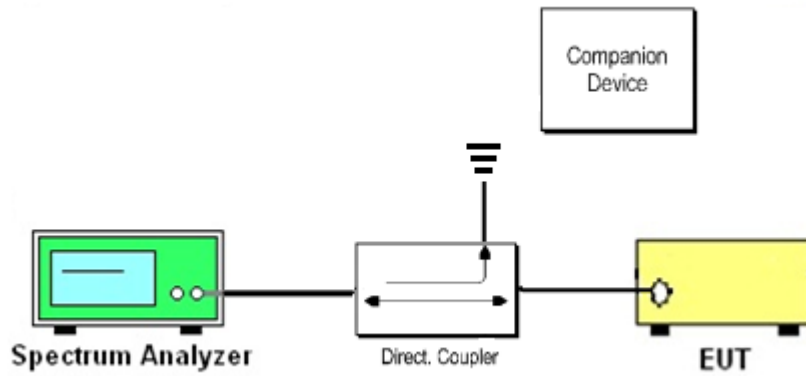 Companion
Device
Spectrum Analyzer
Direct. Coupler
EUT